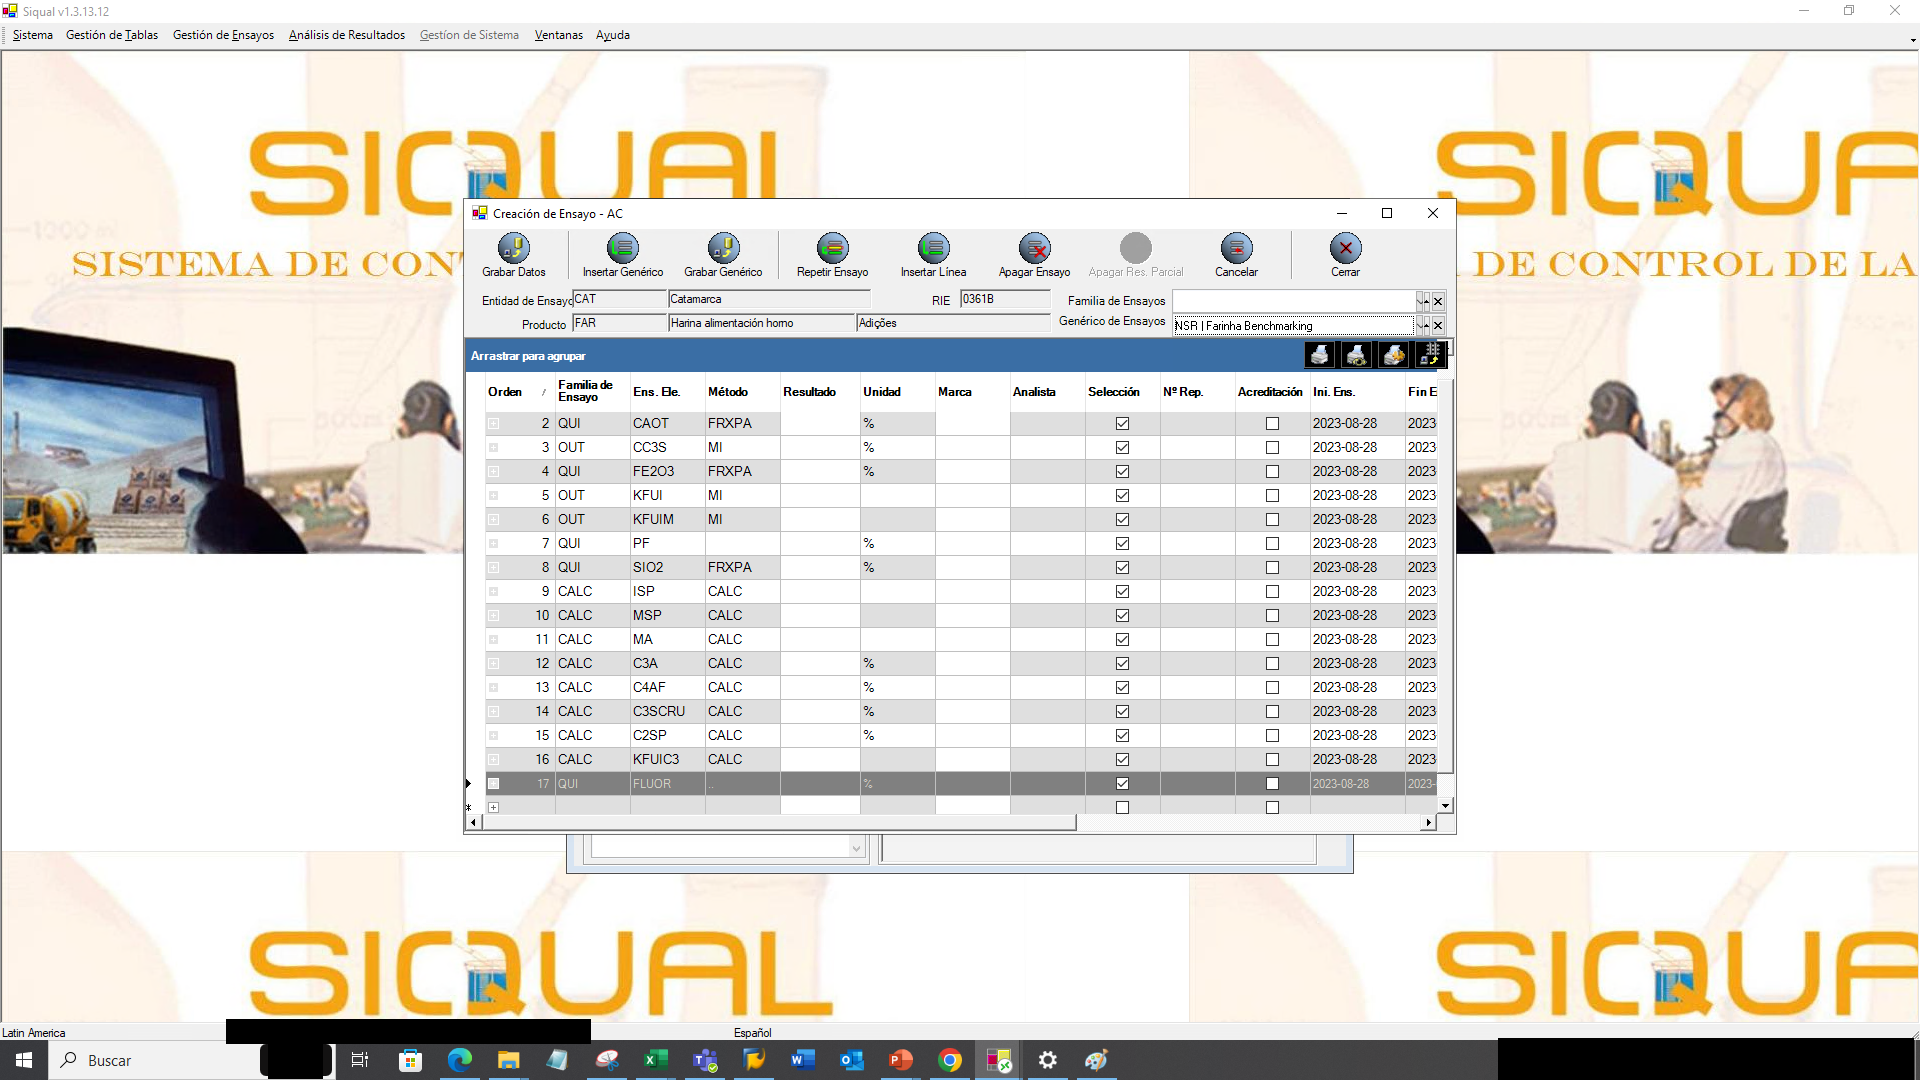 Siqual v1.3.13.12
Sistema Gestión de Tablas Gestión de Ensayos Análisis de Resultados Gestion de Sistema Ventanas Ayuda
SIQUAL
SIQUA
SISTEMA DE CON
DE CONTROL DE LA
Creación de Ensayo - AC
Grabar Datos Insertar Genérico Grabar Genérico Repetir Ensayo Insertar Línea Apagar Ensayo Apagar Res. Parcial Cancelar Cerrar
Entidad de Ensayo CAT Catamarca RIE 0361B Familia de Ensayos
Producto FAR Harina alimentación horno Adições Genérico de Ensayos NSR | Farinha Benchmarking
Arrastrar para agrupar
Orden Familia de Ensayo Ens. Ele. Método Resultado Unidad Marca Analista Selección Nº Rep. Acreditación Ini. Ens. Fin E
2 QUI CAOT FRXPA % 2023-08-28 2023-
3 OUT CC3S MI % 2023-08-28 2023-
4 QUI FE2O3 FRXPA % 2023-08-28 2023-
5 OUT KFUI MI 2023-08-28 2023-
6 OUT KFUIM MI 2023-08-28 2023-
7 QUI PF % 2023-08-28 2023-
8 QUI SIO2 FRXPA % 2023-08-28 2023-
9 CALC ISP CALC 2023-08-28 2023-
10 CALC MSP CALC 2023-08-28 2023-
11 CALC MA CALC 2023-08-28 2023-
12 CALC C3A CALC % 2023-08-28 2023-
13 CALC C4AF CALC % 2023-08-28 2023-
14 CALC C3SCRU CALC % 2023-08-28 2023-
15 CALC C2SP CALC % 2023-08-28 2023-
16 CALC KFUIC3 CALC 2023-08-28 2023-
17 QUI FLUOR .. % 2023-08-28 2023-
SIQUAL
SIQUA
Latin America Español
Buscar